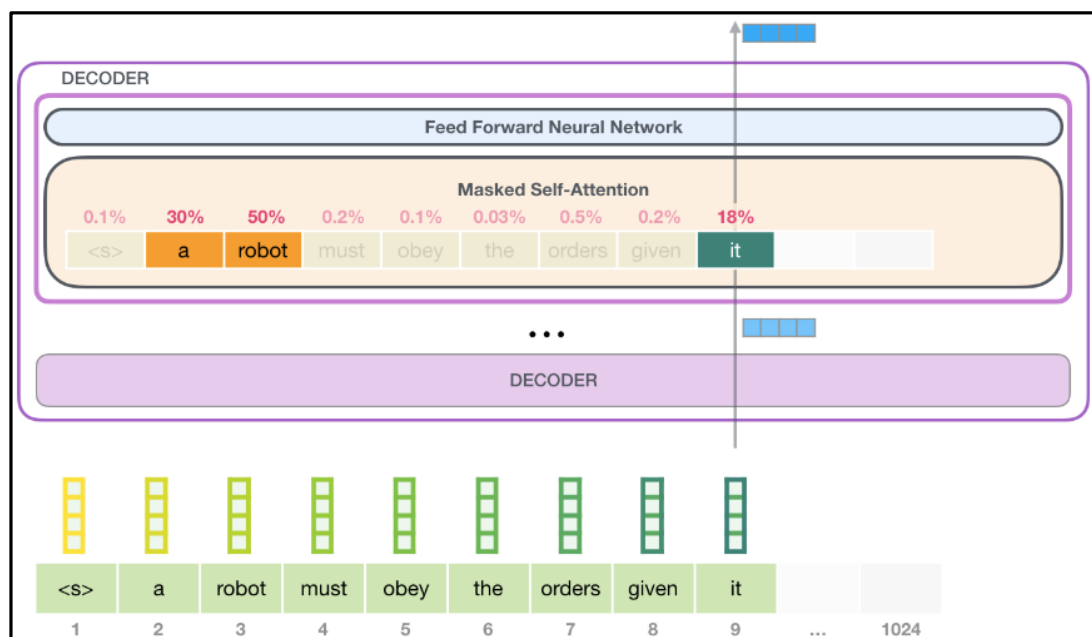 DECODER
Feed Forward Neural Network
Masked Self-Attention
0.1% 30% 50% 0.2% 0.1% 0.03% 0.5% 0.2% 18%
<s> a robot must obey the orders given it
...
DECODER
<s> a robot must obey the orders given it
1 2 3 4 5 6 7 8 9 ... 1024